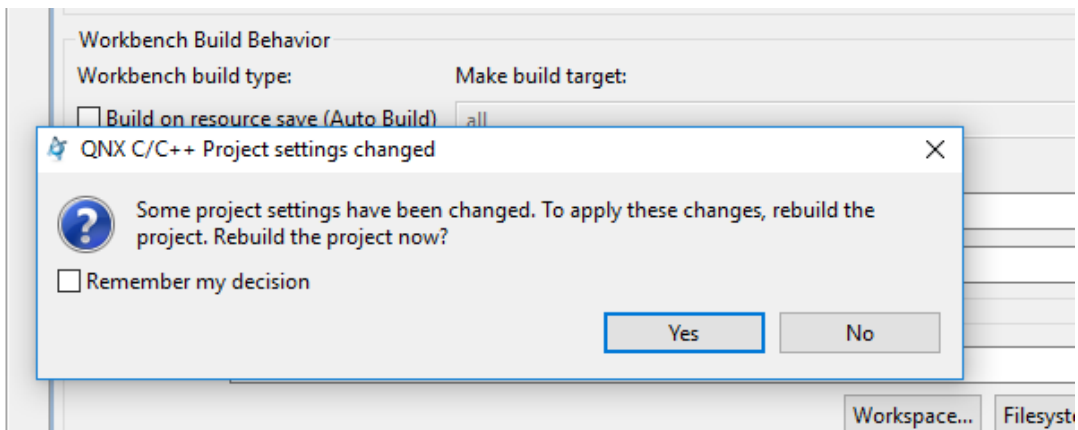 Workbench Build Behavior
Workbench build type: Make build target:
Build on resource save (Auto Build) all
QNX C/C++ Project settings changed
Some project settings have been changed. To apply these changes, rebuild the
project. Rebuild the project now?
Remember my decision
Yes No
Workspace...